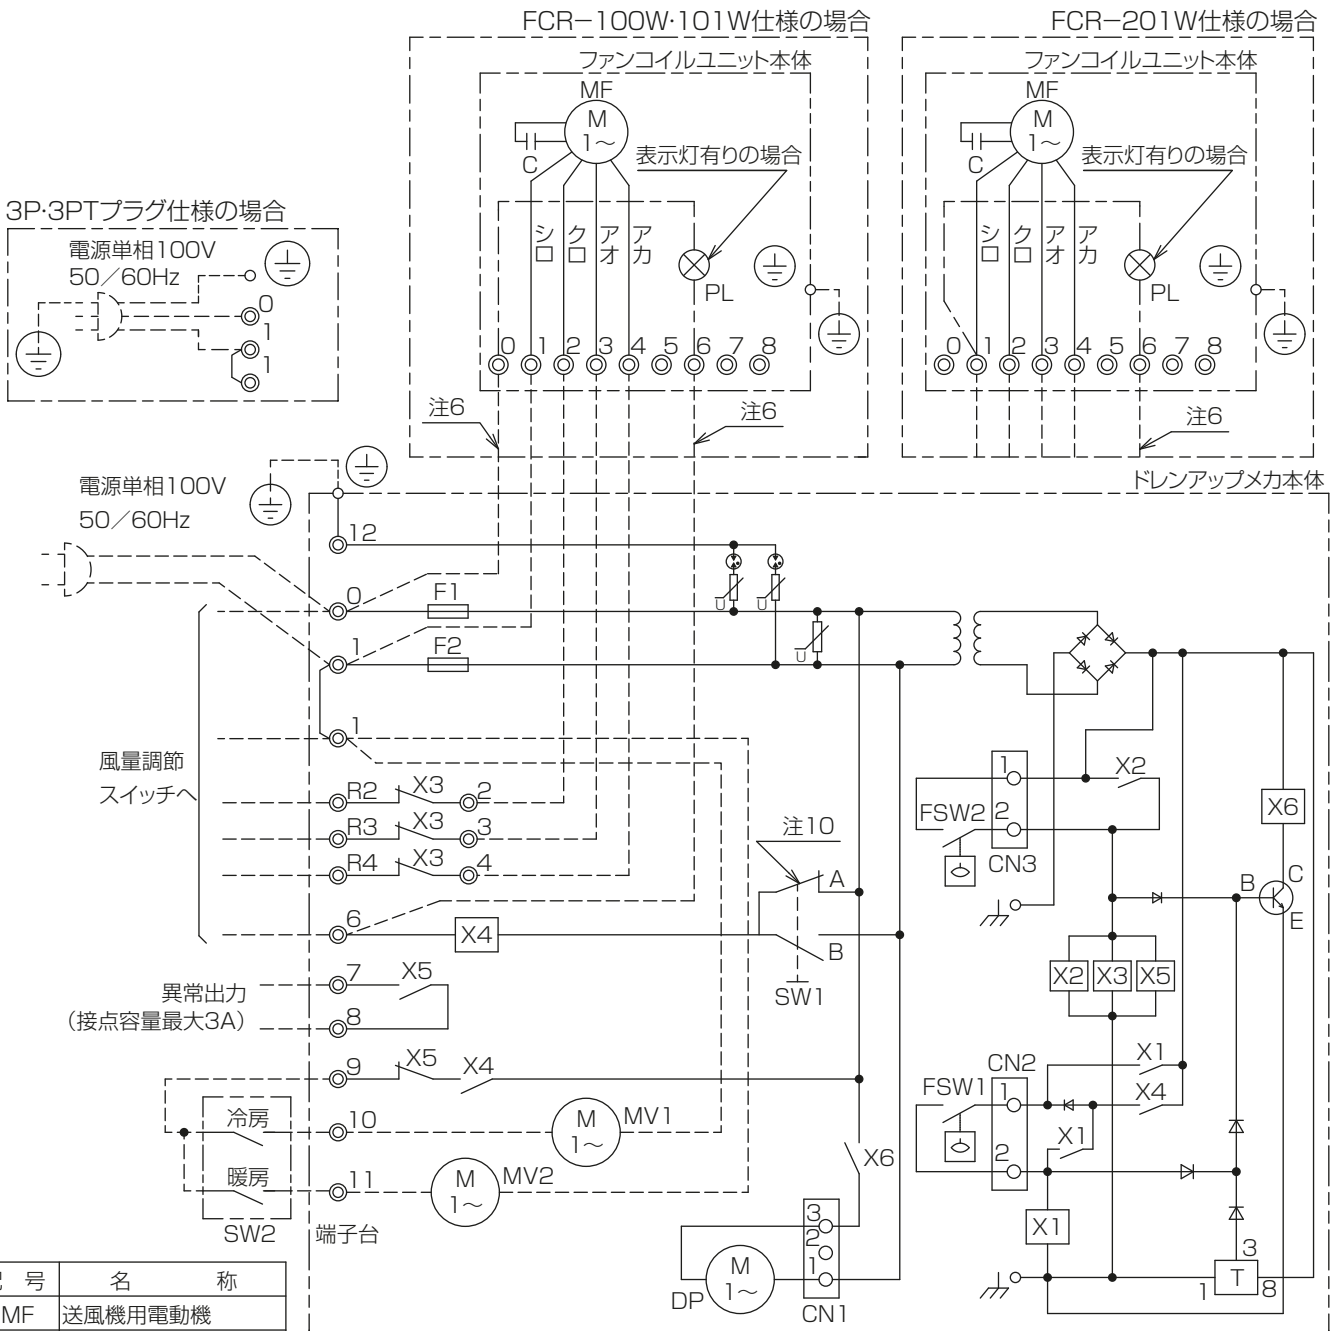 FCR−100W･101W仕様の場合
FCR−201W仕様の場合
ファンコイルユニット本体
ファンコイルユニット本体
MF
MF
M
1～
M
1～
C
C
表示灯有りの場合
表示灯有りの場合
シロ
クロ
アオ
アカ
シロ
クロ
アオ
アカ
PL
PL
0 1 2 3 4 5 6 7 8
0 1 2 3 4 5 6 7 8
注6
注6
注6
3P･3PTプラグ仕様の場合
電源単相100V
50／60Hz
0
1
1
ドレンアップメカ本体
電源単相100V
50／60Hz
12
0
F1
1
F2
U
U
U
1
風量調節
スイッチへ
R2 X3 2
R3 X3 3
R4 X3 4
6
X4
注10
A
B
SW1
7 X5
8
異常出力
（接点容量最大3A）
9 X5 X4
冷房
10
M
1～
MV1
暖房
11
M
1～
MV2
SW2
端子台
X6
3
2
1
CN1
M
1～
DP
FSW2
1
2
CN3
X2
X6
B
C
E
X2 X3 X5
CN2
FSW1
1
2
X1
X4
X1
X1
T
3
1
8
号
名 称
MF
送風機用電動機